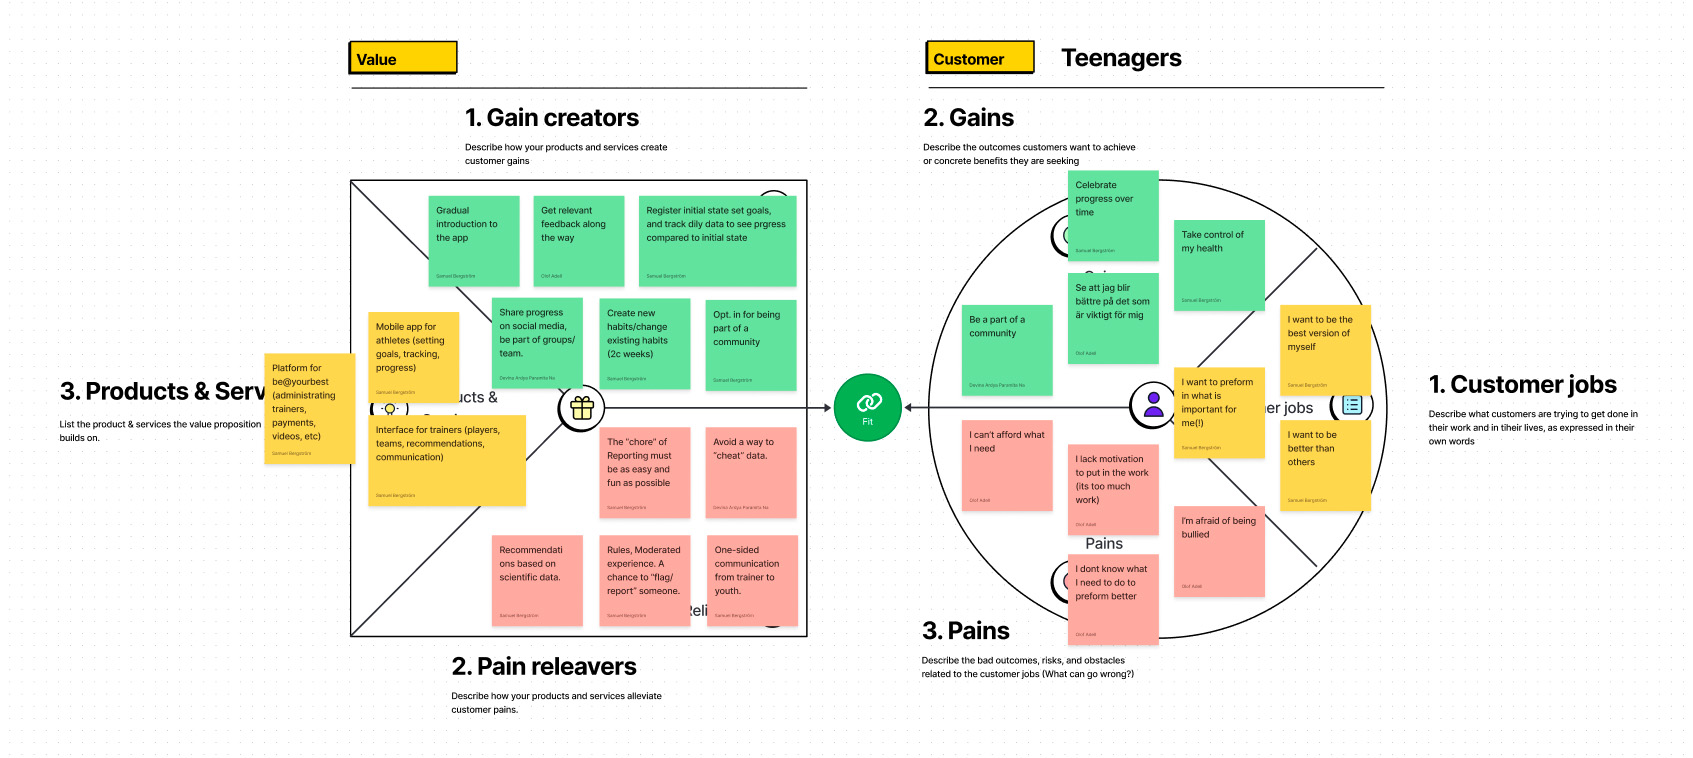 Value
Customer
Teenagers
1. Gain creators
Describe how your products and services create
customer gains
2. Gains
Describe the outcomes customers want to achieve
or concrete benefits they are seeking
Gradual
introduction to
the app
Samuel Bergström
Get relevant
feedback along
the way
Olof Adell
Register initial state set goals,
and track dily data to see prgress
compared to initial state
Samuel Bergström
Share progress
on social media,
be part of groups/
team.
Devina Aniya Paramita Na
Create new
habits/change
existing habits
(2c weeks)
Samuel Bergström
Opt. in for being
part of a
community
Samuel Bergström
3. Products & Serv
List the product & services the value proposition
builds on.
Platform for
be@yourbest
(administrating
trainers,
payments,
videos, etc)
Samuel Bergström
Mobile app for
athletes (setting
goals, tracking,
progress)
Samuel Bergström
ucts &
Interface for trainers (players,
teams, recommendations,
communication)
Samuel Bergström
The "chore" of
Reporting must
be as easy and
fun as possible
Samuel Bergström
Avoid a way to
"cheat" data.
Devina Aniya Paramita Na
Recommendati
ons based on
scientific data.
Samuel Bergström
Rules, Moderated
experience. A
chance to "flag/
report" someone.
Samuel Bergström
One-sided
communication
from trainer to
youth.
Samuel Bergström
Reli
2. Pain releavers
Describe how your products and services alleviate
customer pains.
Fit
Celebrate
progress over
time
Samuel Bergström
Take control of
my health
Samuel Bergström
Se att jag blir
bättre på det som
är viktigt för mig
Olof Adell
Be a part of a
community
Devina Aniya Paramita Na
I want to be the
best version of
myself
Samuel Bergström
I want to preform
in what is
important for
me(!)
Samuel Bergström
er jobs
I want to be
better than
others
Samuel Bergström
1. Customer jobs
Describe what customers are trying to get done in
their work and in tiheir lives, as expressed in their
own words
I can't afford what
I need
Olof Adell
I lack motivation
to put in the work
(its too much
work)
Olof Adell
I'm afraid of being
bullied
Olof Adell
Pains
I dont know what
I need to do to
preform better
Olof Adell
3. Pains
Describe the bad outcomes, risks, and obstacles
related to the customer jobs (What can go wrong?)